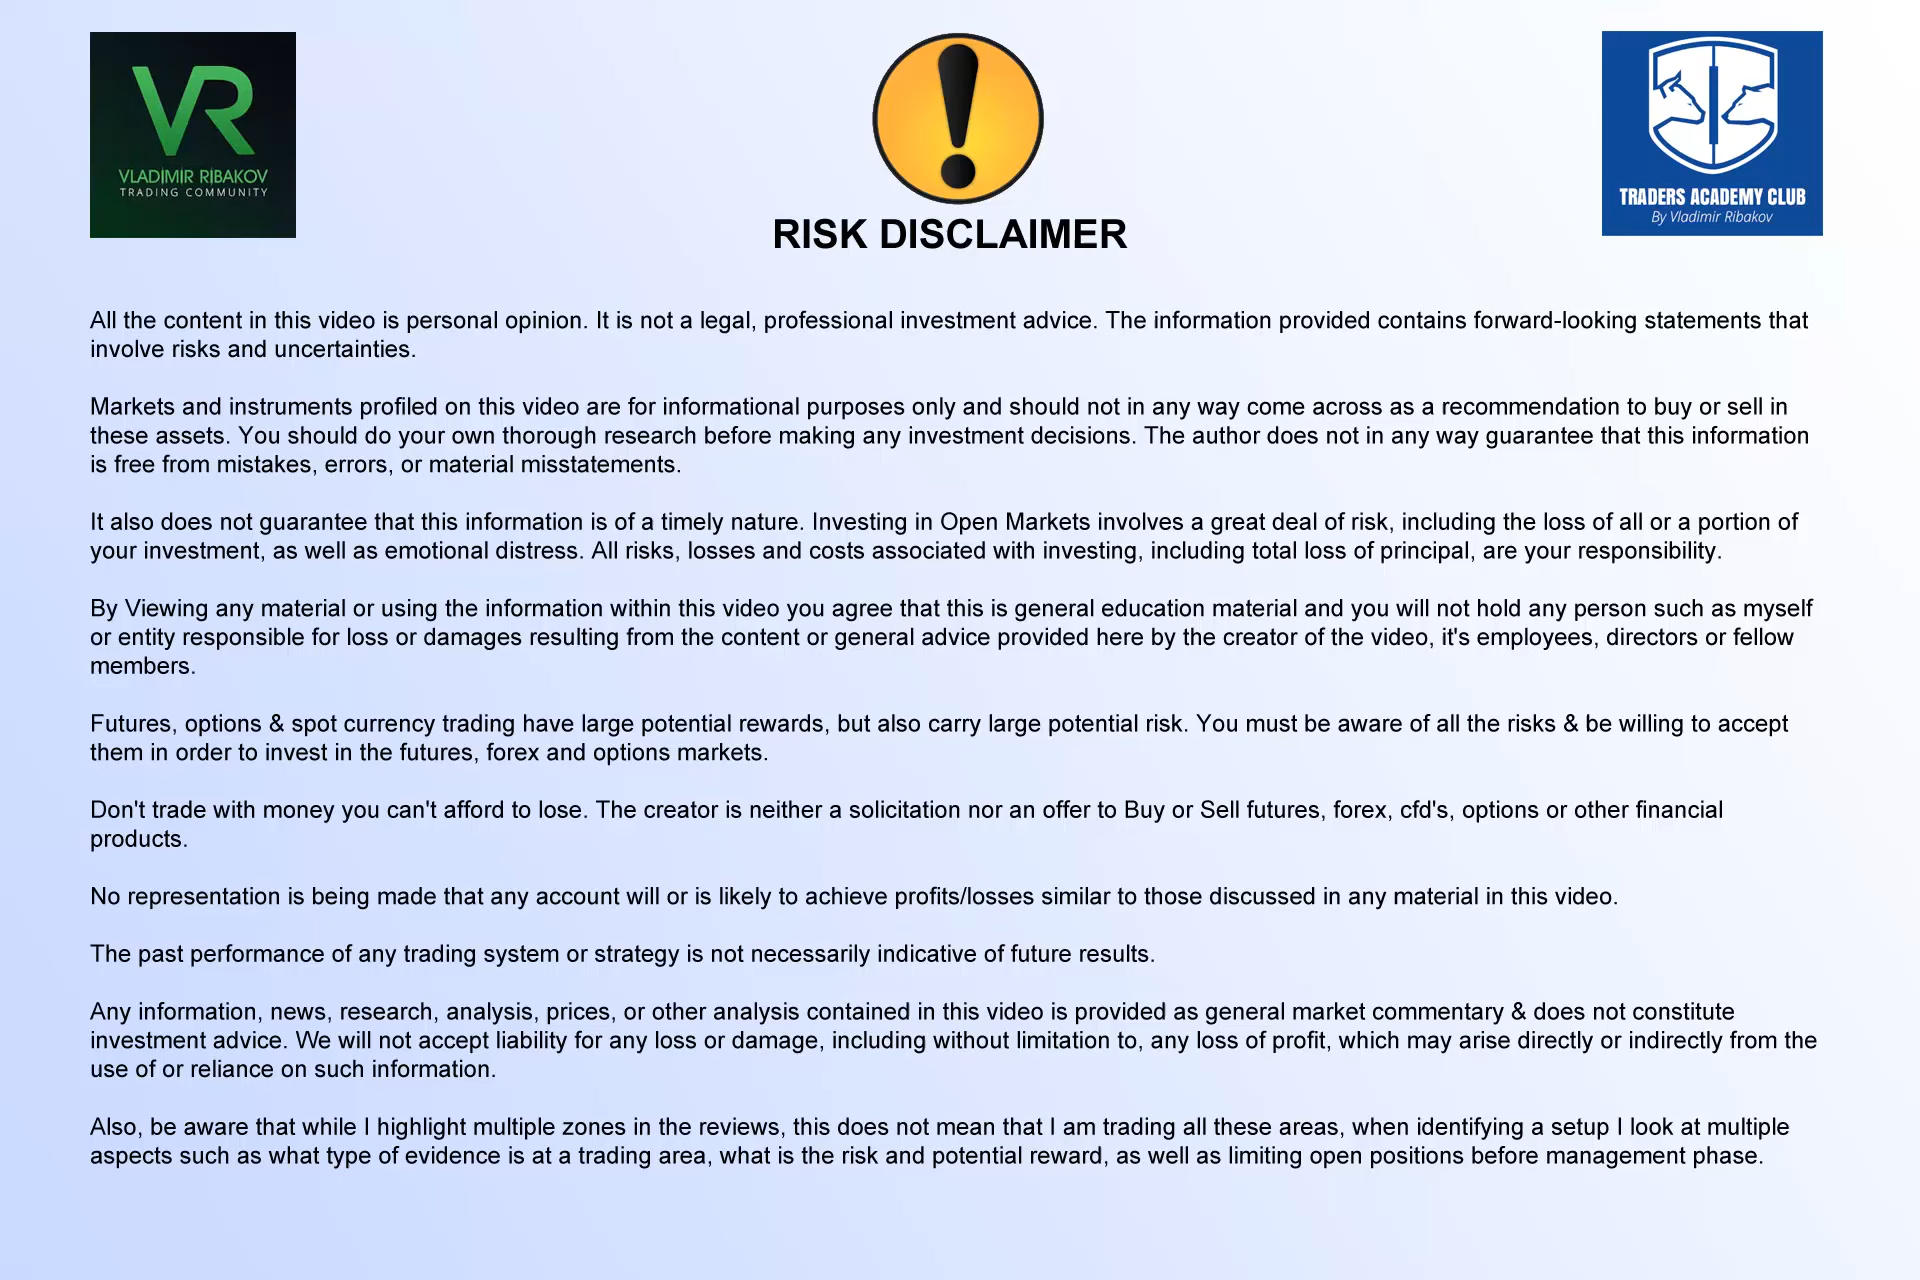 VR
VLADIMIR RIBAKOV
TRADING COMMUNITY
TRADERS ACADEMY CLUB
By Vladimir Ribakov
RISK DISCLAIMER
All the content in this video is personal opinion. It is not a legal, professional investment advice. The information provided contains forward-looking statements that
involve risks and uncertainties.
Markets and instruments profiled on this video are for informational purposes only and should not in any way come across as a recommendation to buy or sell in
these assets. You should do your own thorough research before making any investment decisions. The author does not in any way guarantee that this information
is free from mistakes, errors, or material misstatements.
It also does not guarantee that this information is of a timely nature. Investing in Open Markets involves a great deal of risk, including the loss of all or a portion of
your investment, as well as emotional distress. All risks, losses and costs associated with investing, including total loss of principal, are your responsibility.
By Viewing any material or using the information within this video you agree that this is general education material and you will not hold any person such as myself
or entity responsible for loss or damages resulting from the content or general advice provided here by the creator of the video, it's employees, directors or fellow
members.
Futures, options & spot currency trading have large potential rewards, but also carry large potential risk. You must be aware of all the risks & be willing to accept
them in order to invest in the futures, forex and options markets.
Don't trade with money you can't afford to lose. The creator is neither a solicitation nor an offer to Buy or Sell futures, forex, cfd's, options or other financial
products.
No representation is being made that any account will or is likely to achieve profits/losses similar to those discussed in any material in this video.
The past performance of any trading system or strategy is not necessarily indicative of future results.
Any information, news, research, analysis, prices, or other analysis contained in this video is provided as general market commentary & does not constitute
investment advice. We will not accept liability for any loss or damage, including without limitation to, any loss of profit, which may arise directly or indirectly from the
use of or reliance on such information.
Also, be aware that while I highlight multiple zones in the reviews, this does not mean that I am trading all these areas, when identifying a setup I look at multiple
aspects such as what type of evidence is at a trading area, what is the risk and potential reward, as well as limiting open positions before management phase.